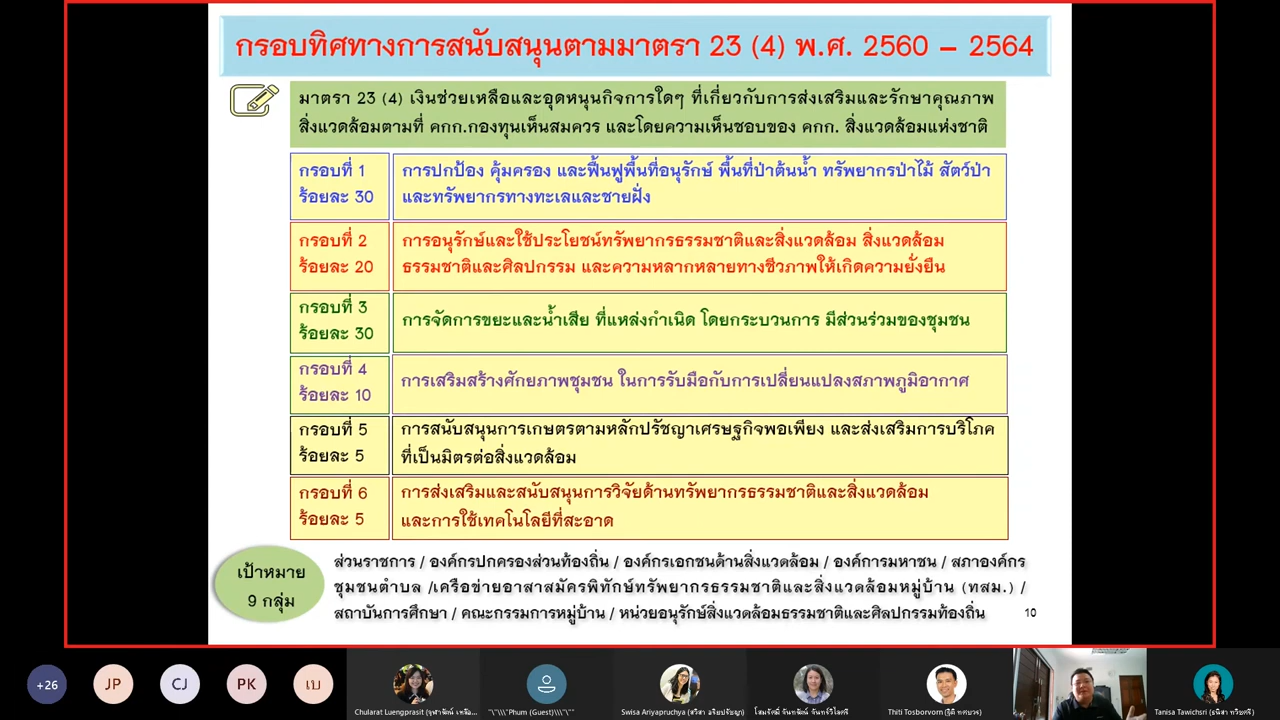 กรอบทิศทางการสนับสนุนตามมาตรา 23 (4) พ.ศ. 2560 – 2564
มาตรา 23 (4) เงินช่วยเหลือและอุดหนุนกิจการใดๆ ที่เกี่ยวกับการส่งเสริมและรักษาคุณภาพ
สิ่งแวดล้อมตามที่ คกก.กองทุนเห็นสมควร และโดยความเห็นชอบของ คกก. สิ่งแวดล้อมแห่งชาติ
กรอบที่ 1
ร้อยละ 30
การปกป้อง คุ้มครอง และฟื้นฟูพื้นที่อนุรักษ์ พื้นที่ป่าต้นน้ำ ทรัพยากรป่าไม้ สัตว์ป่า
และทรัพยากรทางทะเลและชายฝั่ง
กรอบที่ 2
ร้อยละ 20
การอนุรักษ์และใช้ประโยชน์ทรัพยากรธรรมชาติและสิ่งแวดล้อม สิ่งแวดล้อม
ธรรมชาติและศิลปกรรม และความหลากหลายทางชีวภาพให้เกิดความยั่งยืน
กรอบที่ 3
ร้อยละ 30
การจัดการขยะและน้ำเสีย ที่แหล่งกำเนิด โดยกระบวนการ มีส่วนร่วมของชุมชน
กรอบที่ 4
ร้อยละ 10
การเสริมสร้างศักยภาพชุมชน ในการรับมือกับการเปลี่ยนแปลงสภาพภูมิอากาศ
กรอบที่ 5
ร้อยละ 5
การสนับสนุนการเกษตรตามหลักปรัชญาเศรษฐกิจพอเพียง และส่งเสริมการบริโภค
ที่เป็นมิตรต่อสิ่งแวดล้อม
กรอบที่ 6
ร้อยละ 5
การส่งเสริมและสนับสนุนการวิจัยด้านทรัพยากรธรรมชาติและสิ่งแวดล้อม
และการใช้เทคโนโลยีที่สะอาด
เป้าหมาย
9 กลุ่ม
ส่วนราชการ / องค์กรปกครองส่วนท้องถิ่น / องค์กรเอกชนด้านสิ่งแวดล้อม / องค์การมหาชน / สภาองค์กร
ชุมชนตำบล /เครือข่ายอาสาสมัครพิทักษ์ทรัพยากรธรรมชาติและสิ่งแวดล้อมหมู่บ้าน (ทสม.) /
สถาบันการศึกษา / คณะกรรมการหมู่บ้าน / หน่วยอนุรักษ์สิ่งแวดล้อมธรรมชาติและศิลปกรรมท้องถิ่น
10
+26
JP
CJ
PK
เบ
Chularat Luengprasit
"\"\\\"Phum (Guest)\\\"\""
Swisa Ariyapruchya (สวิสา อริยปรัชญา)
Thiti Tosborvorn (ฐิติ ทศบวร)
Tanisa Tawichsri (ธนิสา ทวิชศรี)